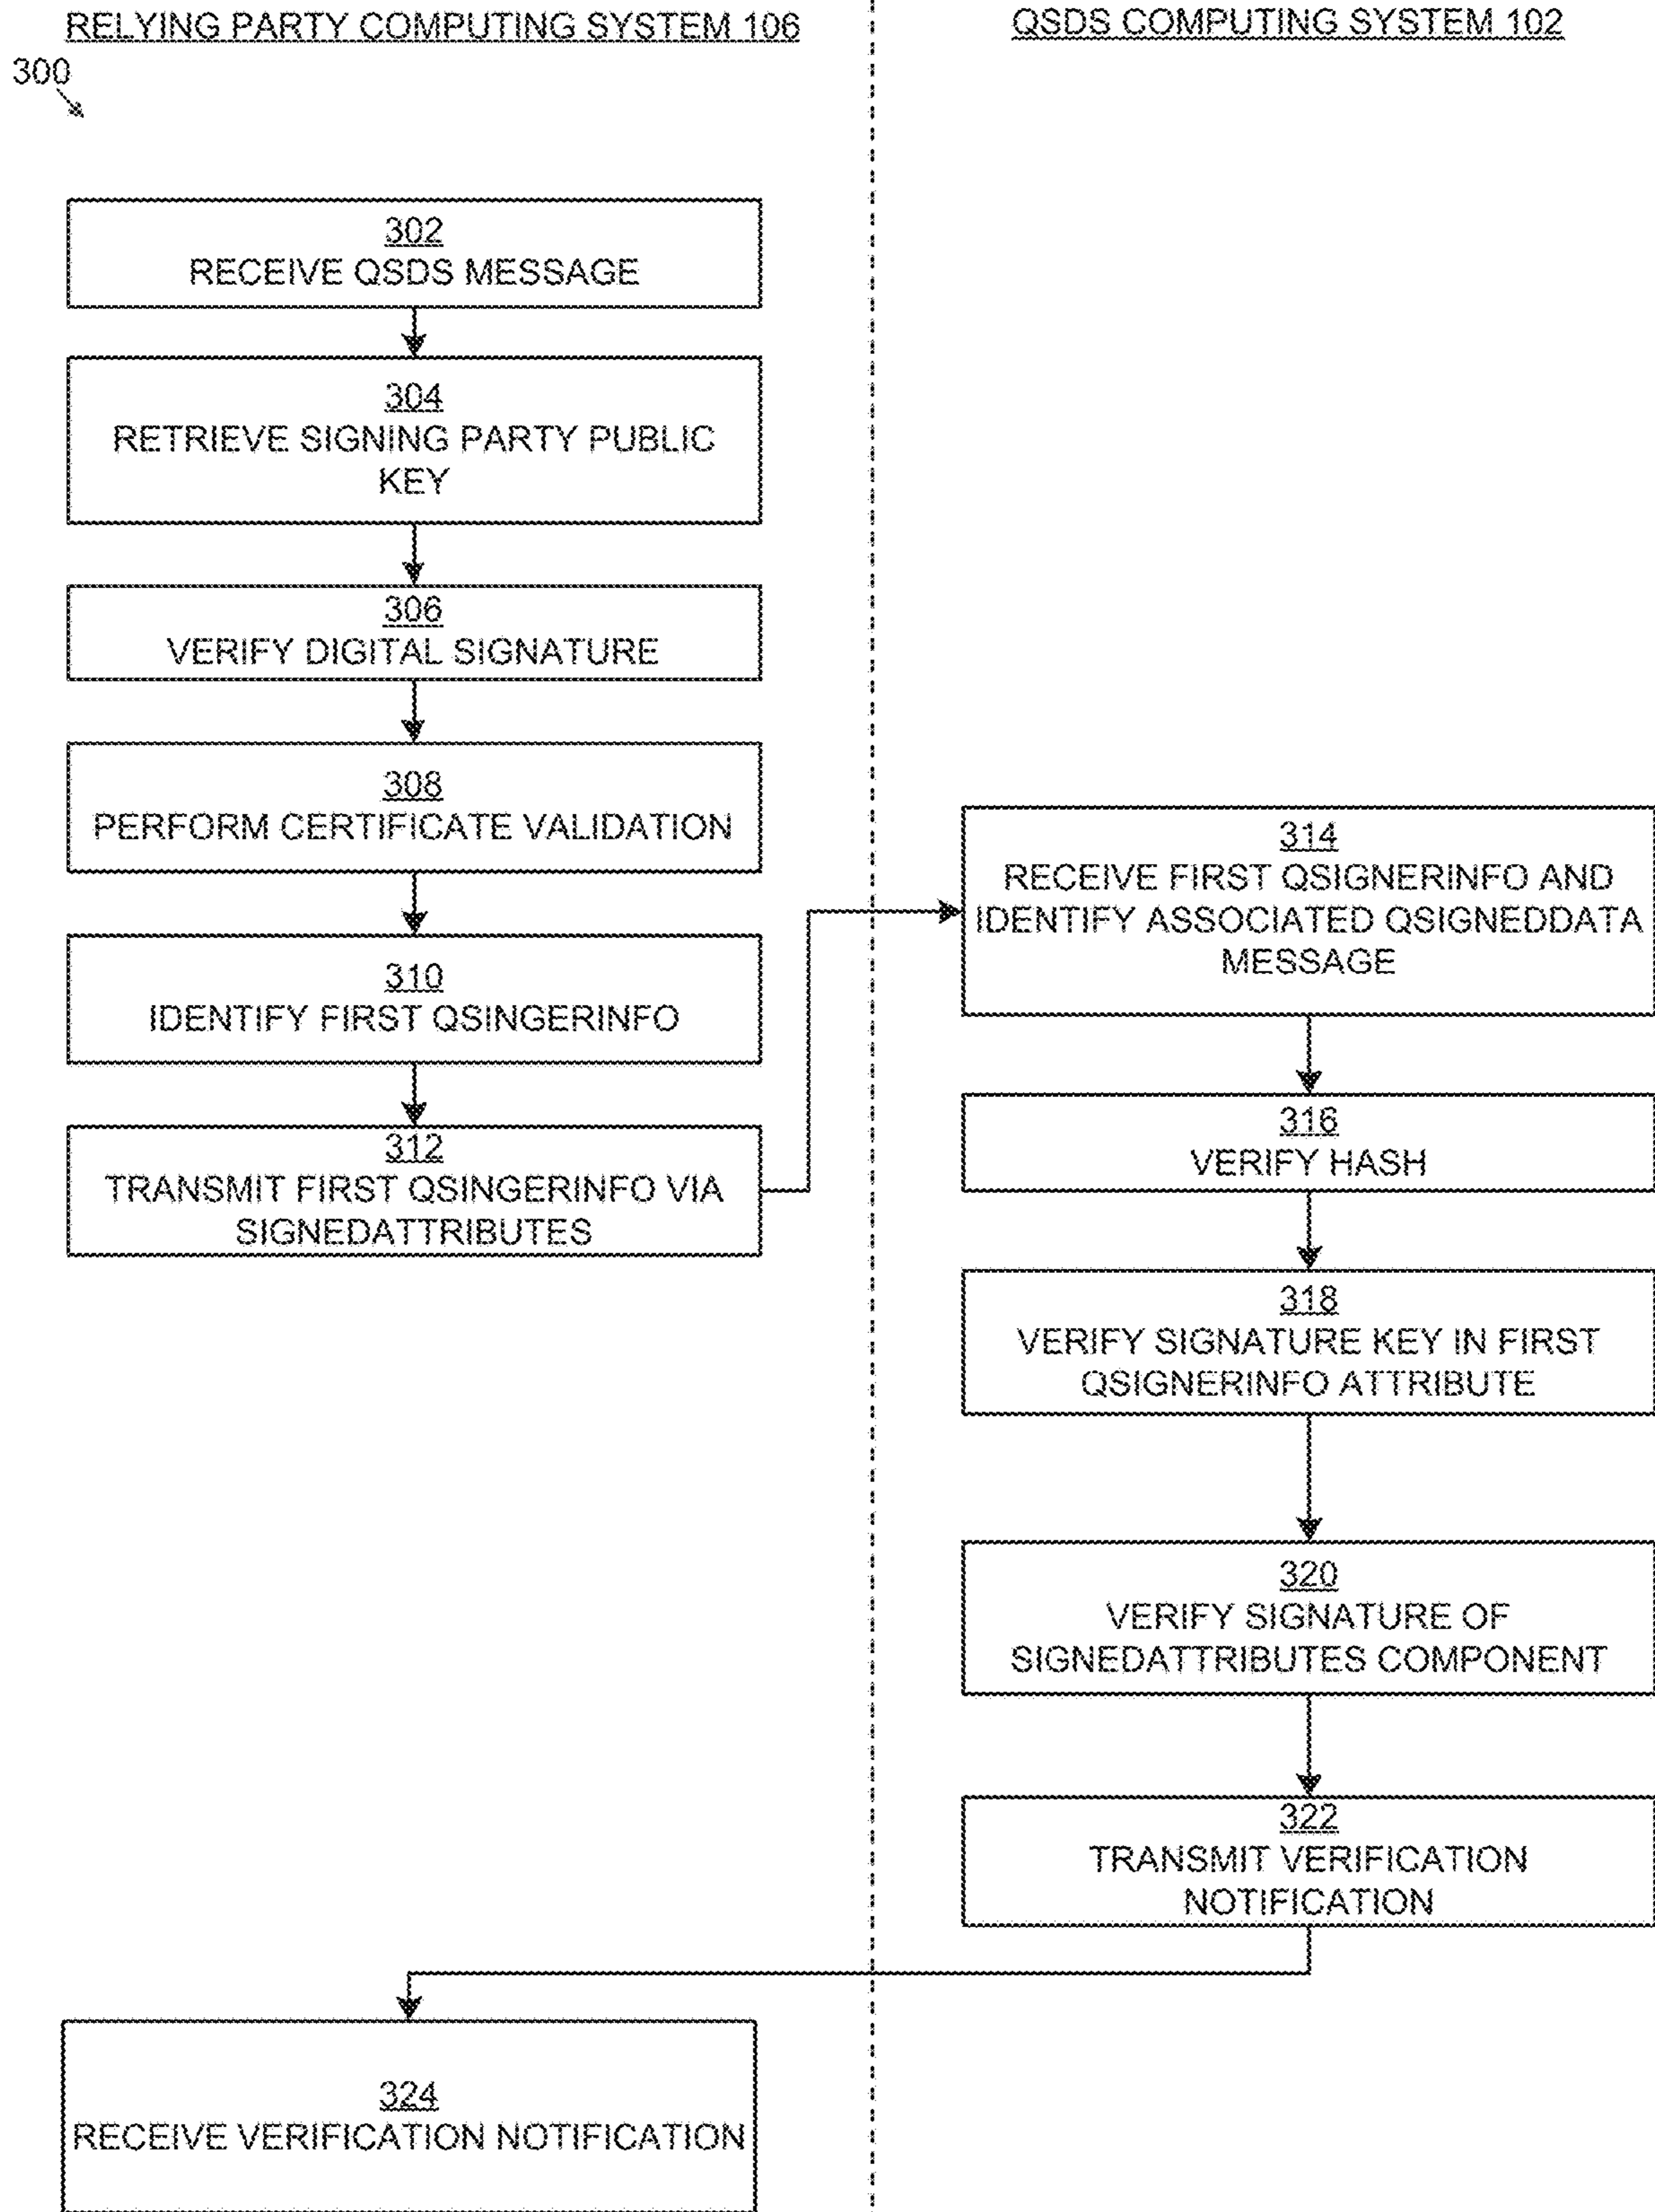 RELYING PARTY COMPUTING SYSTEM 106
QSDS COMPUTING SYSTEM 102
300
302
RECEIVE QSDS MESSAGE
304
RETRIEVE SIGNING PARTY PUBLIC
KEY
306
VERIFY DIGITAL SIGNATURE
308
PERFORM CERTIFICATE VALIDATION
310
IDENTIFY FIRST QSINGERINFO
312
TRANSMIT FIRST QSINGERINFO VIA
SIGNEDATTRIBUTES
314
RECEIVE FIRST QSIGNERINFO AND
IDENTIFY ASSOCIATED QSIGNEDDATA
MESSAGE
316
VERIFY HASH
318
VERIFY SIGNATURE KEY IN FIRST
QSIGNERINFO ATTRIBUTE
320
VERIFY SIGNATURE OF
SIGNEDATTRIBUTES COMPONENT
322
TRANSMIT VERIFICATION
NOTIFICATION
324
RECEIVE VERIFICATION NOTIFICATION